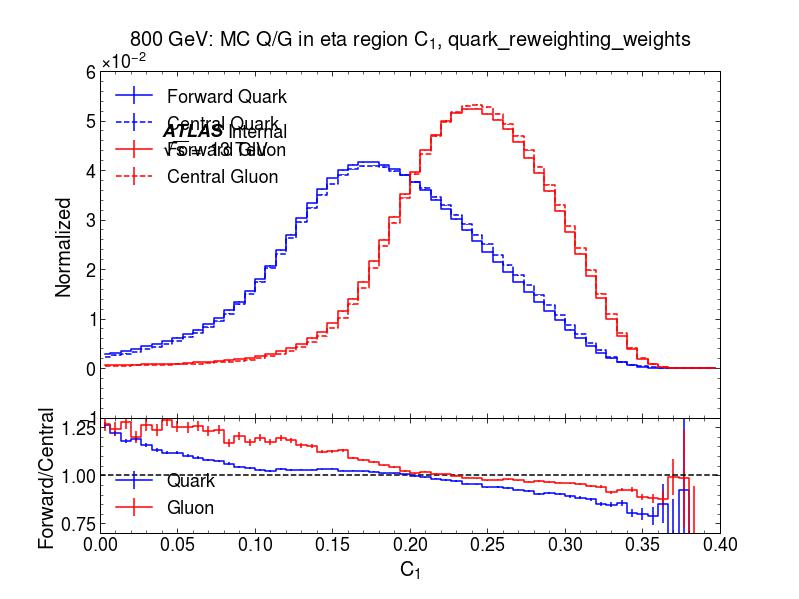 800 GeV: MC Q/G in eta region C₁, quark_reweighting_weights
×10⁻²
6
5
4
3
2
1
0
−1
Normalized
Forward Quark
Central Quark
ATLAS Internal
√s = 13 TeV
Forward Gluon
Central Gluon
1.25
1.00
0.75
Forward/Central
Quark
Gluon
0.00 0.05 0.10 0.15 0.20 0.25 0.30 0.35 0.40
C₁